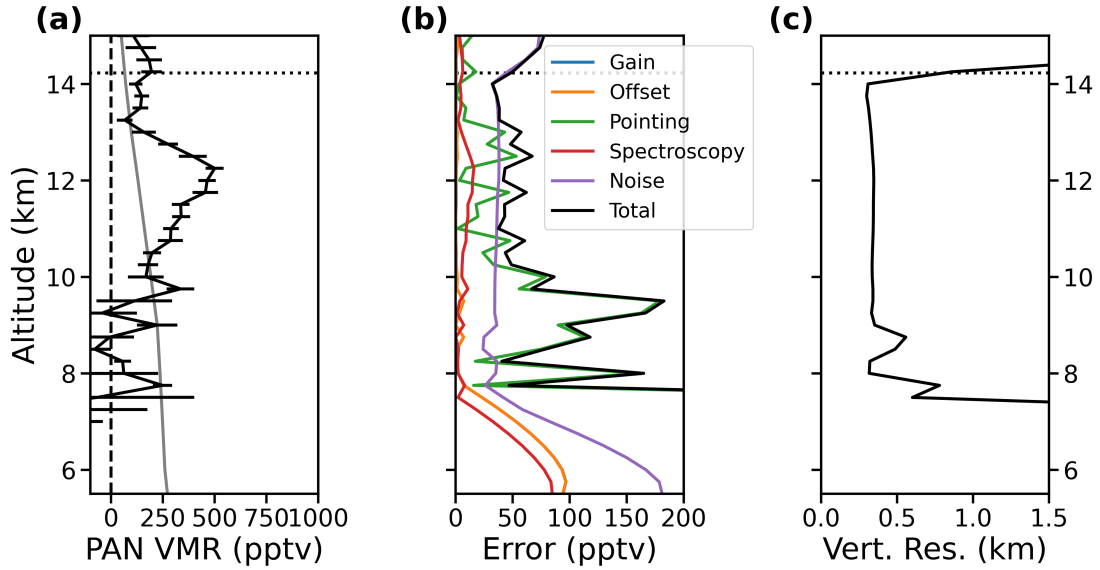 (a)
(b)
(c)
Altitude (km)
14
12
10
8
6
0
250
500
750
1000
PAN VMR (pptv)
Gain
Offset
Pointing
Spectroscopy
Noise
Total
0
50
100
150
200
Error (pptv)
14
12
10
8
6
0.0
0.5
1.0
1.5
Vert. Res. (km)